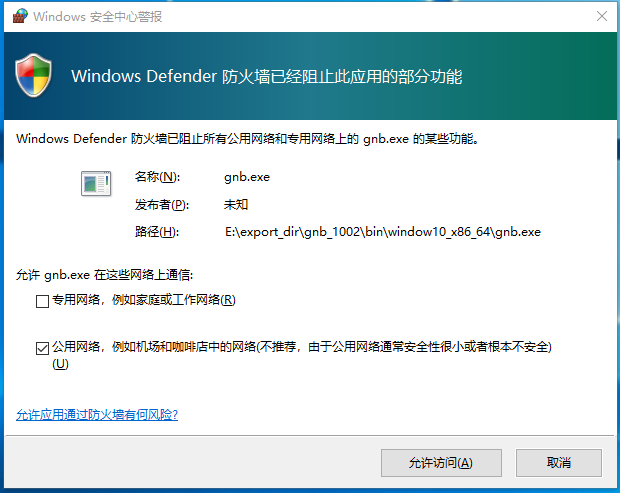 Windows 安全中心警报
Windows Defender 防火墙已经阻止此应用的部分功能
Windows Defender 防火墙已阻止所有公用网络和专用网络上的 gnb.exe 的某些功能。
名称(N): gnb.exe
发布者(P): 未知
路径(H): E:\export_dir\gnb_1002\bin\window10_x86_64\gnb.exe
允许 gnb.exe 在这些网络上通信:
专用网络，例如家庭或工作网络(R)
公用网络，例如机场和咖啡店中的网络(不推荐，由于公用网络通常安全性很小或者根本不安全)
(U)
允许应用通过防火墙有何风险?
允许访问(A) 取消